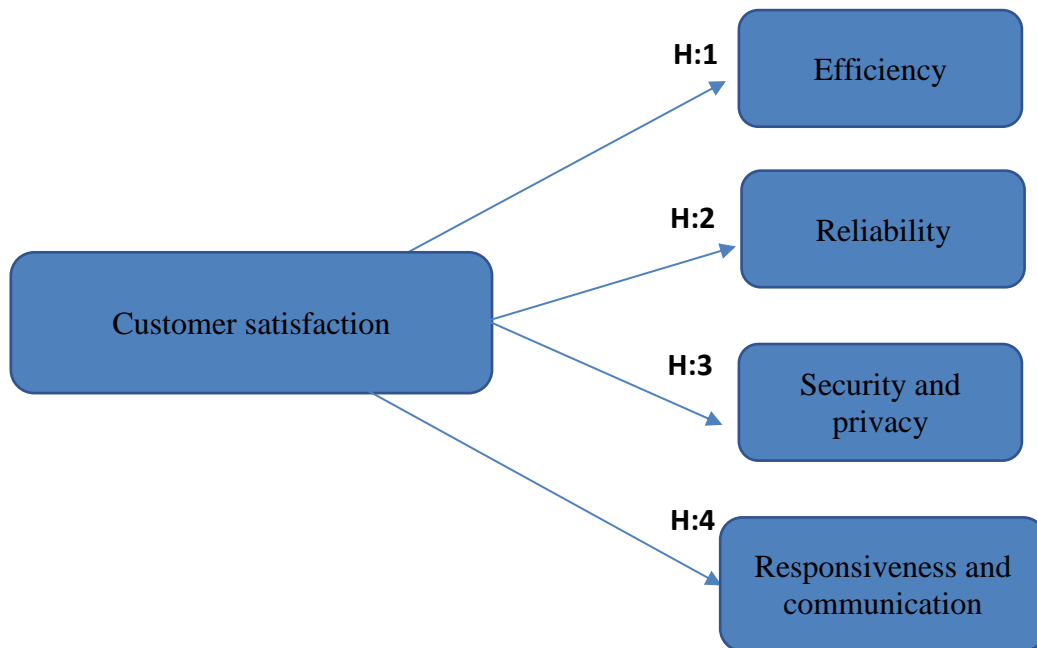 H:1
Efficiency
H:2
Reliability
Customer satisfaction
H:3
Security and
privacy
H:4
Responsiveness and
communication